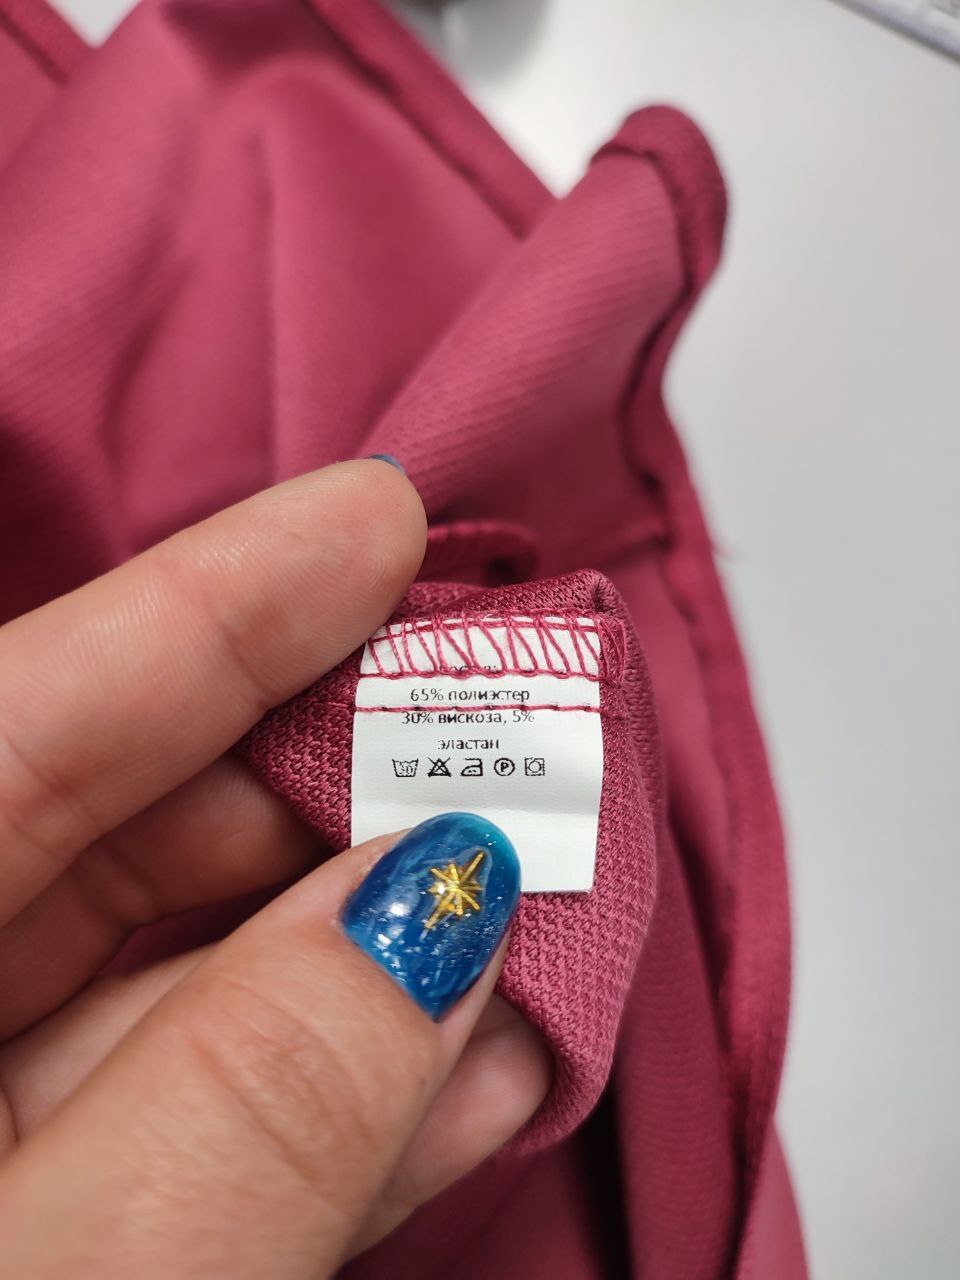 65% полиэстер
30% вискоза, 5%
эластан